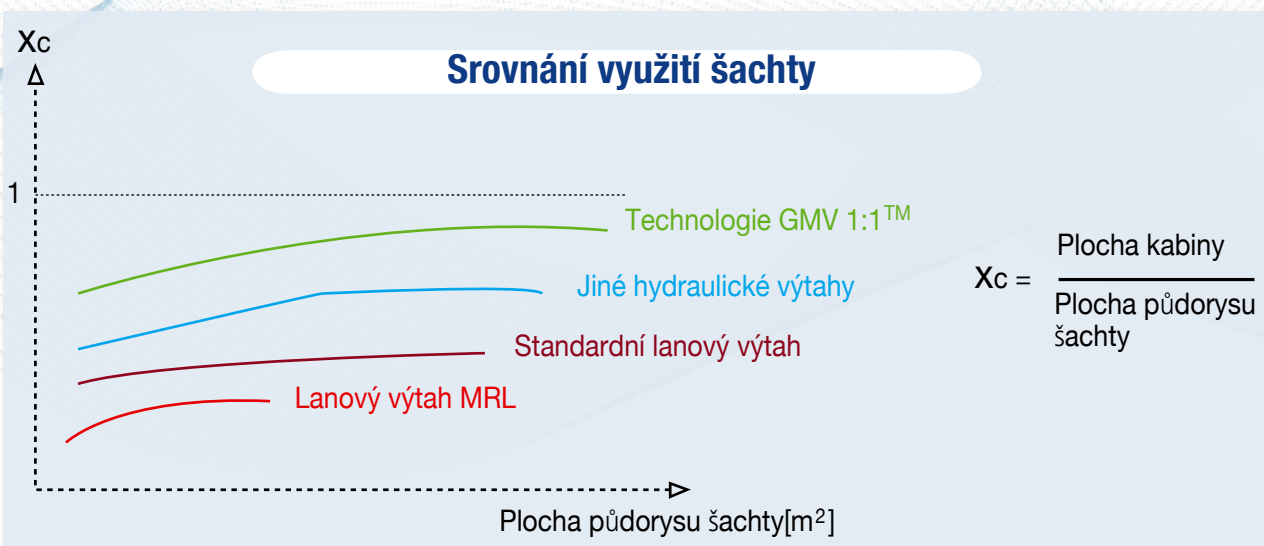 Xc
Srovnání využití šachty
1
Technologie GMV 1:1™
Jiné hydraulické výtahy
Standardní lanový výtah
Lanový výtah MRL
Xc = Plocha kabiny
Plocha půdorysu
šachty
Plocha půdorysu šachty[m²]